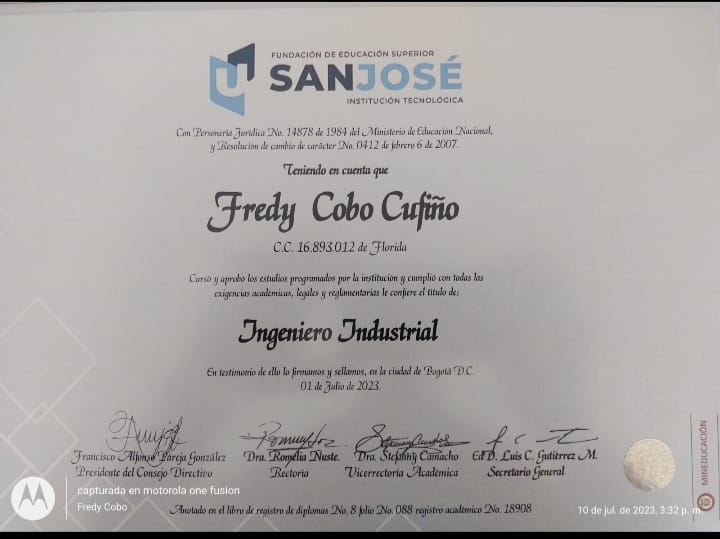 FUNDACIÓN DE EDUCACIÓN SUPERIOR
U SANJOSÉ
INSTITUCIÓN TECNOLÓGICA
Con Personería Jurídica No. 14878 de 1984 del Ministerio de Educación Nacional,
y Resolución de cambio de carácter No. 0412 de febrero 6 de 2007.
Teniendo en cuenta que
Fredy Cobo Cufiño
C.C. 16.893.012 de Florida
Curso y aprobo los estudios programados por la institución y cumplio con todas las
exigencias académicas, legales y reglamentarias le confiere el titulo de:
Ingeniero Industrial
En testimonio de ello lo firmamos y sellamos, en la ciudad de Bogotá D.C.
01 de Julio de 2023.
Francisco Alfonso Pareja González
Presidente del Consejo Directivo
Dra. Romelia Ñuste.
Rectoría
Dra. Stefanny Camacho
Vicerrectoría Académica
Ed.D. Luis C. Gutiérrez M.
Secretario General
Anotado en el libro de registro de diplomas No. 8 folio No. 088 registro académico No. 18908
MINEDUCACIÓN
capturada en motorola one fusion
Fredy Cobo
10 de jul. de 2023, 3:32 p. m.